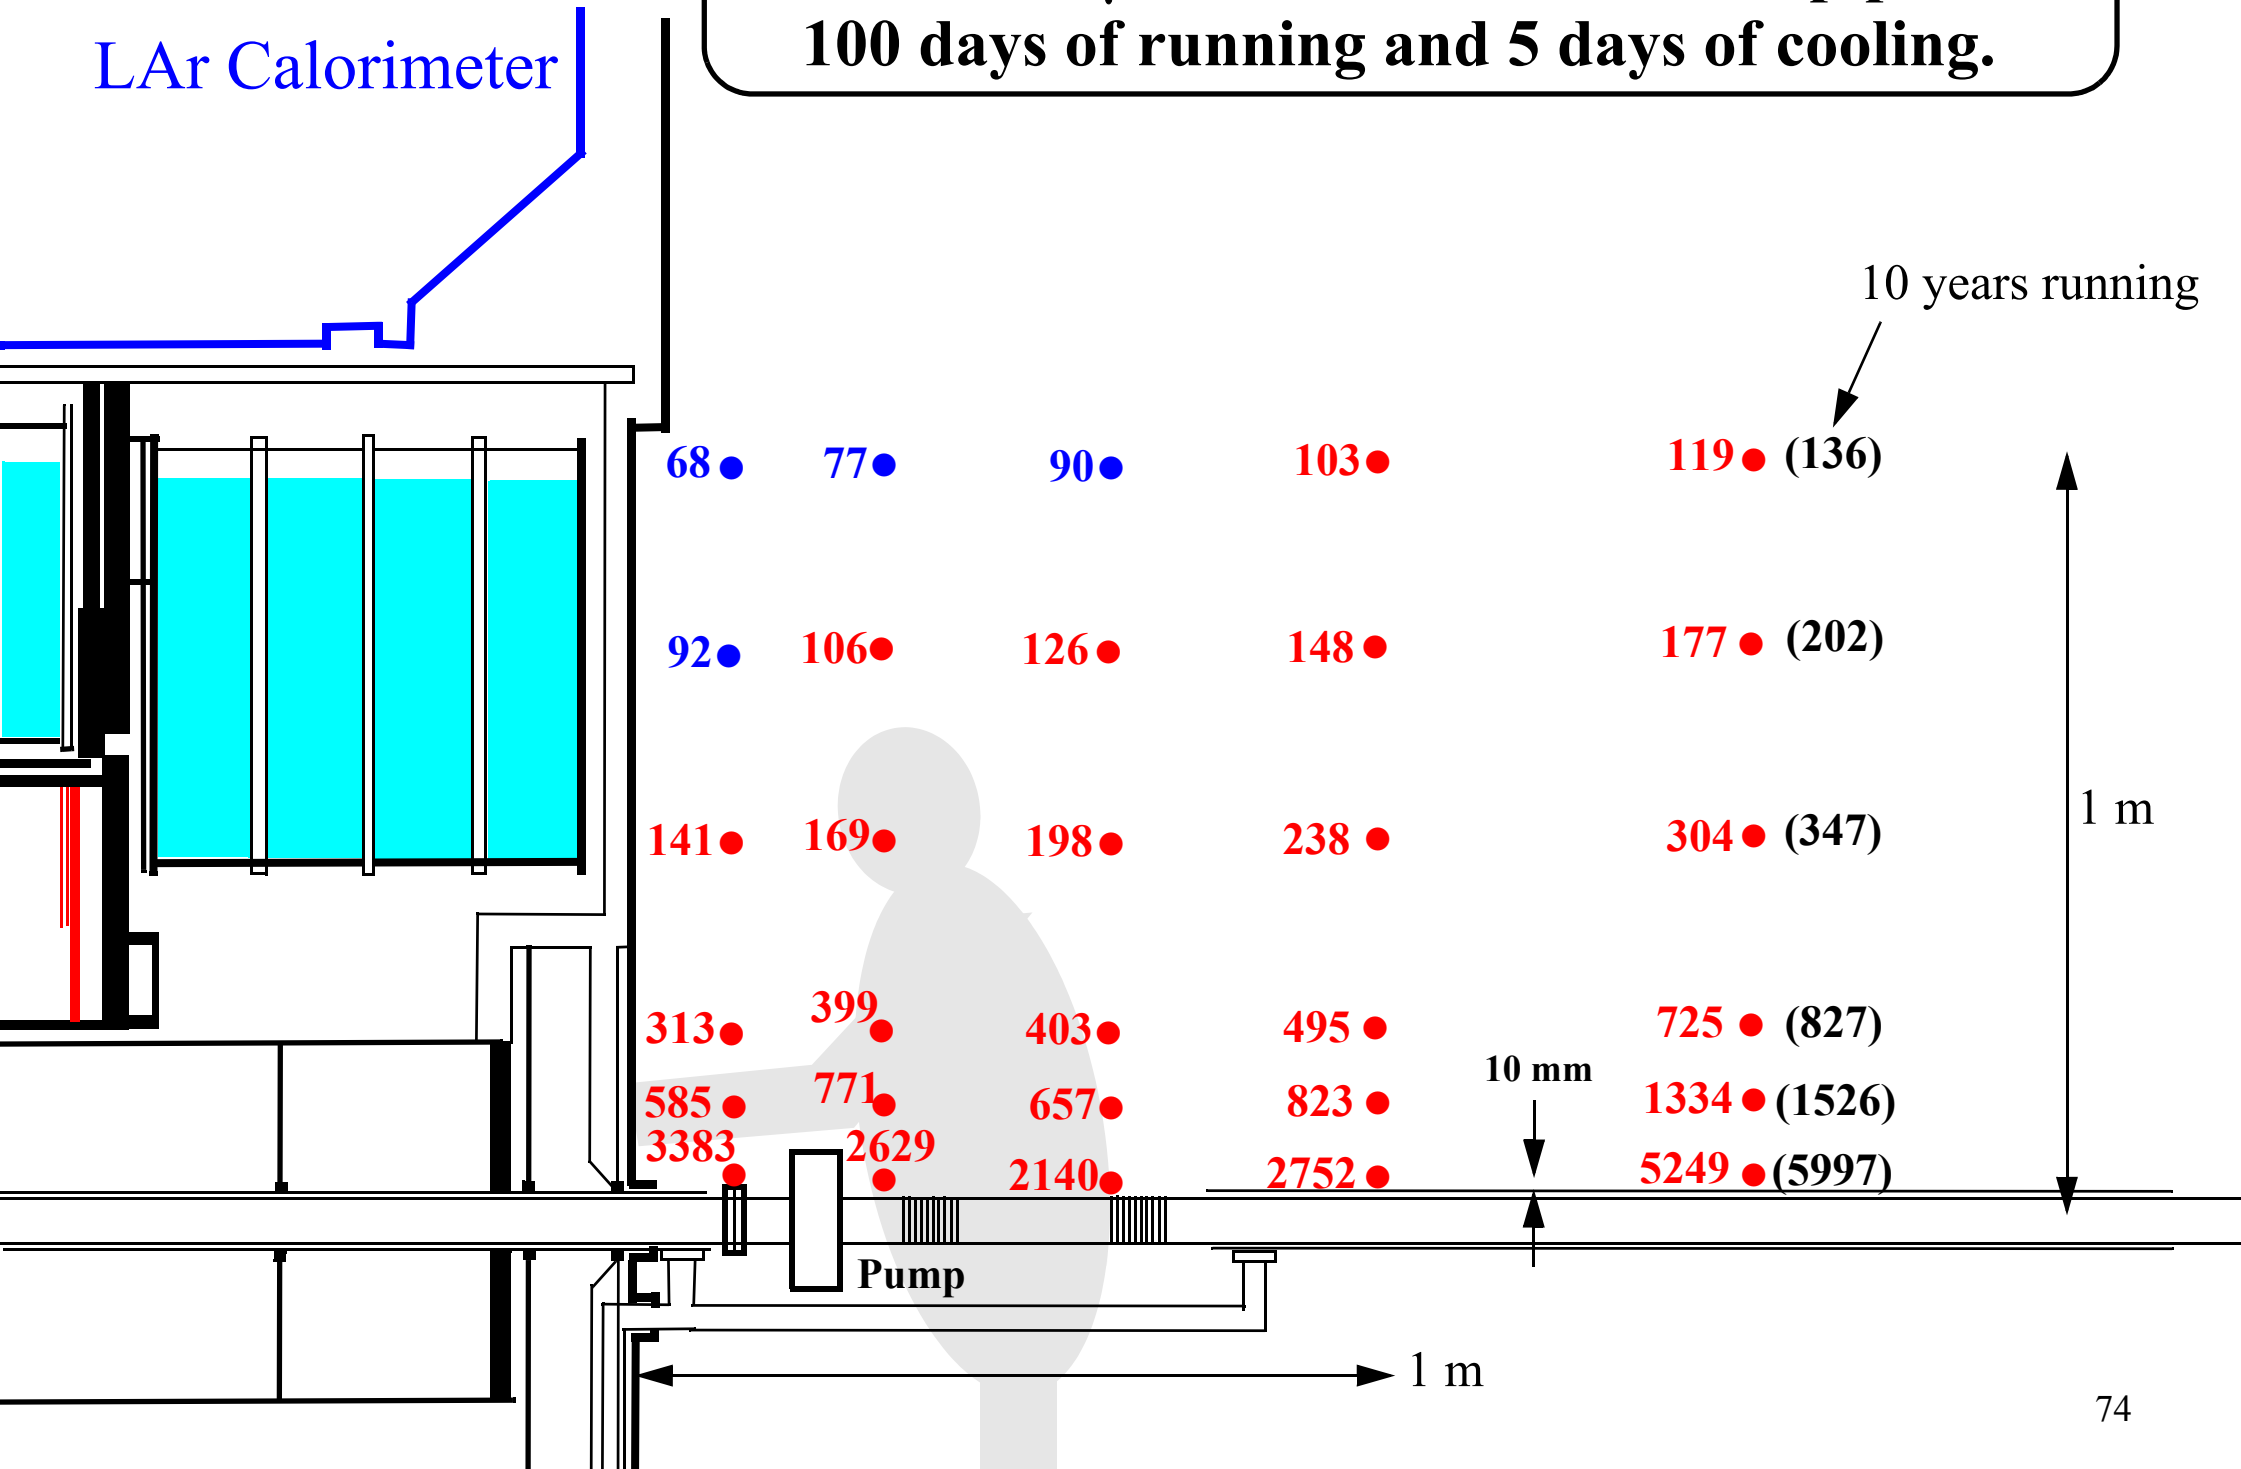 LAr Calorimeter
100 days of running and 5 days of cooling.
10 years running
68 77 90 103 119 (136)
92 106 126 148 177 (202)
1 m
141 169 198 238 304 (347)
313 399 403 495 725 (827)
10 mm
585 771 657 823 1334 (1526)
3383 2629 2140 2752 5249 (5997)
Pump
1 m
74